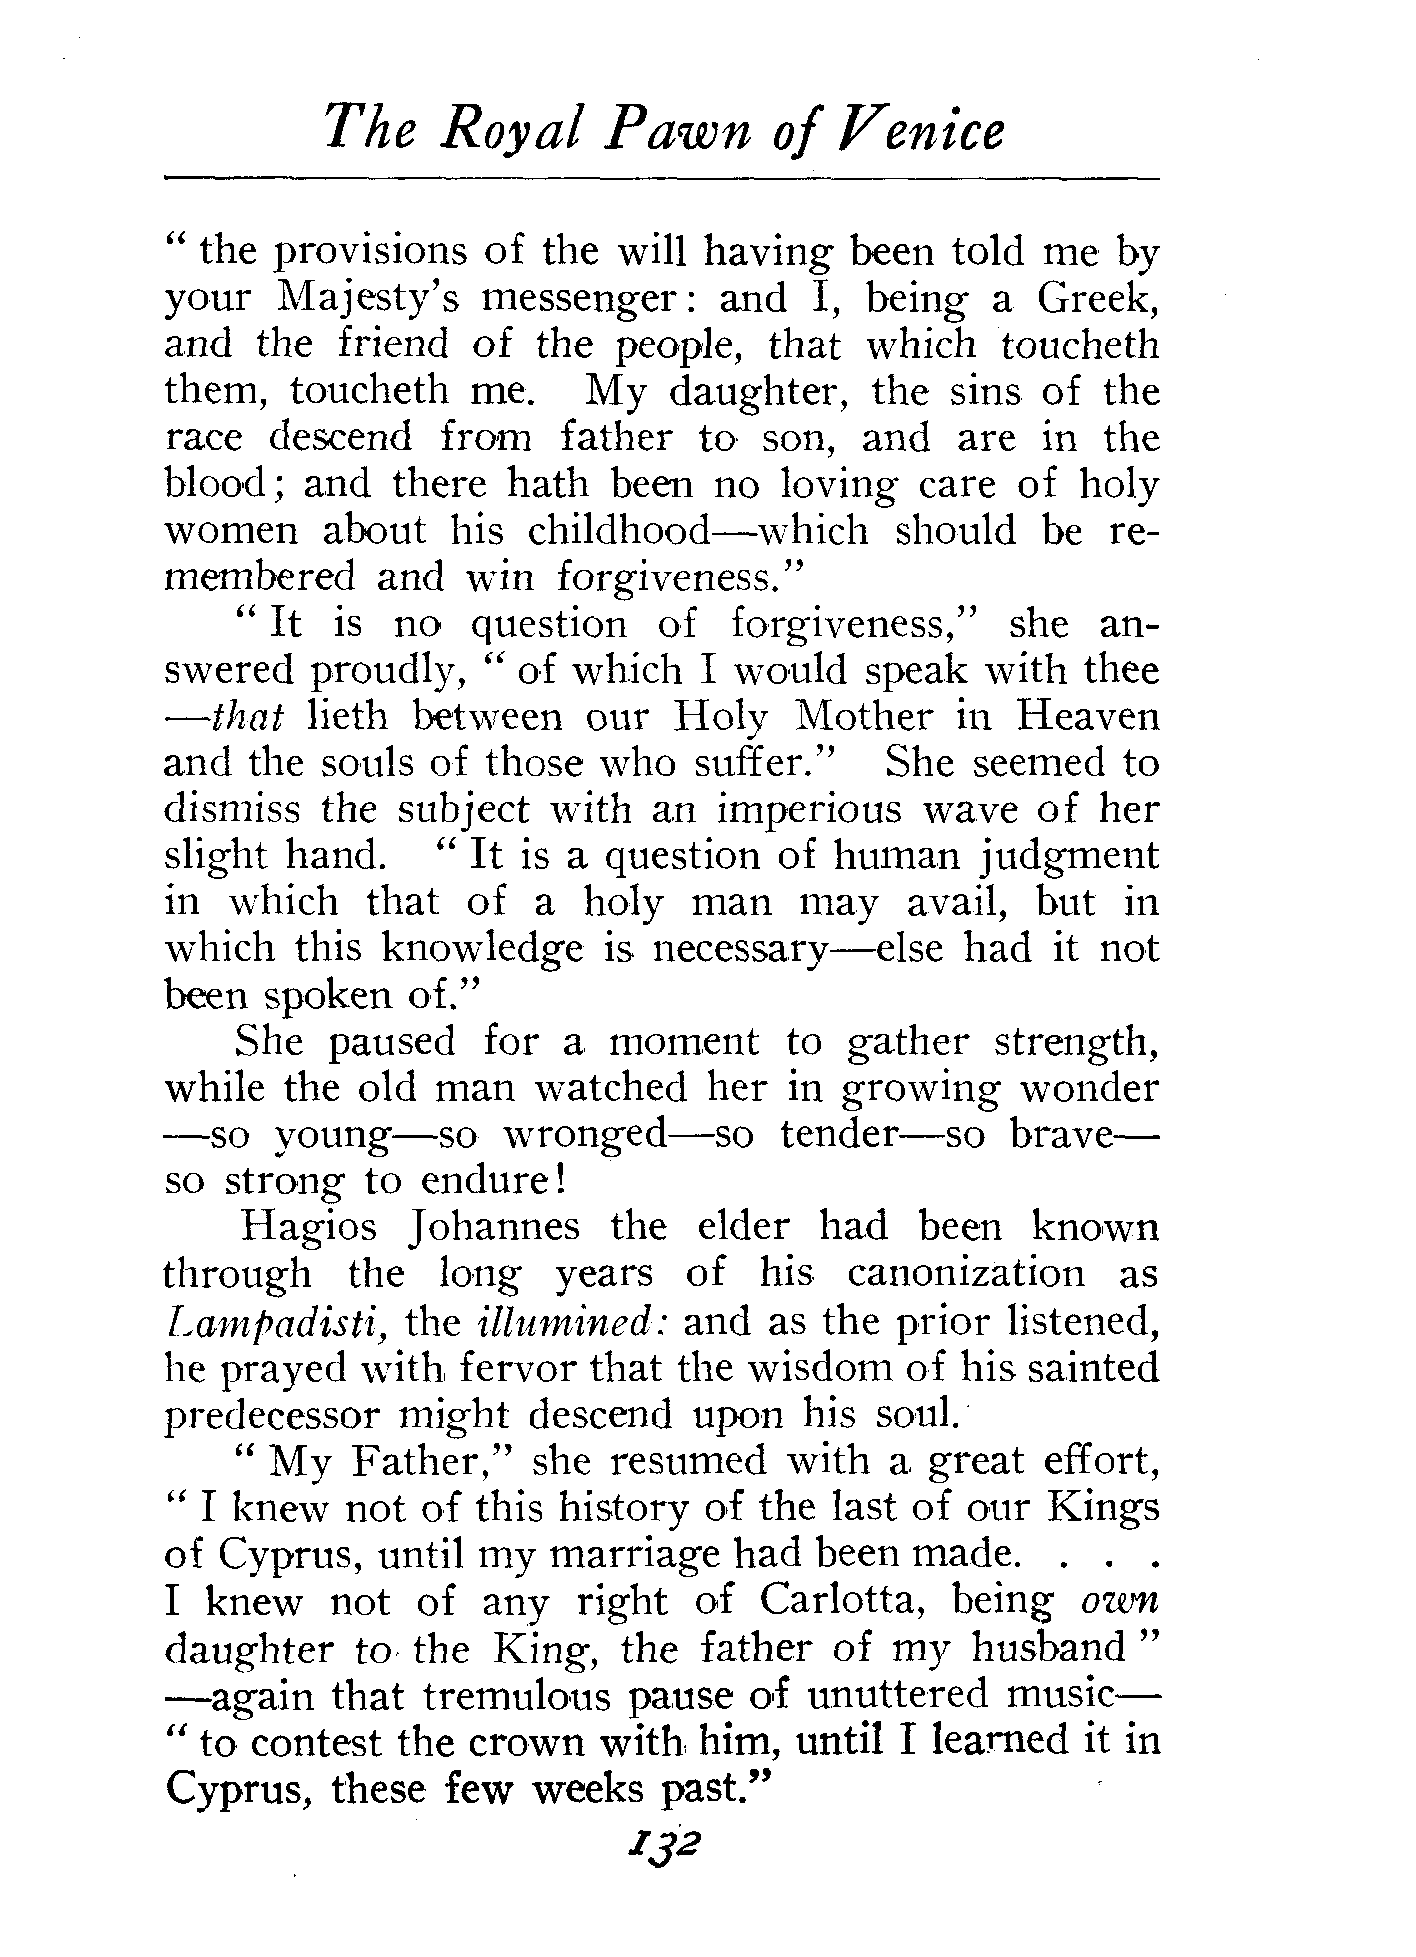 The Royal Pawn of Venice
“ the provisions of the will having been told me by
your Majesty’s messenger: and I, being a Greek,
and the friend of the people, that which toucheth
them, toucheth me. My daughter, the sins of the
race descend from father to son, and are in the
blood; and there hath been no loving care of holy
women about his childhood—which should be re-
membered and win forgiveness.”
“ It is no question of forgiveness,” she an-
swered proudly, “ of which I would speak with thee
—that lieth between our Holy Mother in Heaven
and the souls of those who suffer.” She seemed to
dismiss the subject with an imperious wave of her
slight hand. “ It is a question of human judgment
in which that of a holy man may avail, but in
which this knowledge is necessary—else had it not
been spoken of.”
She paused for a moment to gather strength,
while the old man watched her in growing wonder
—so young—so wronged—so tender—so brave—
so strong to endure!
Hagios Johannes the elder had been known
through the long years of his canonization as
Lampadisti, the illumined: and as the prior listened,
he prayed with fervor that the wisdom of his sainted
predecessor might descend upon his soul.
“ My Father,” she resumed with a great effort,
“ I knew not of this history of the last of our Kings
of Cyprus, until my marriage had been made. . . .
I knew not of any right of Carlotta, being own
daughter to the King, the father of my husband ”
—again that tremulous pause of unuttered music—
“ to contest the crown with him, until I learned it in
Cyprus, these few weeks past.”
132